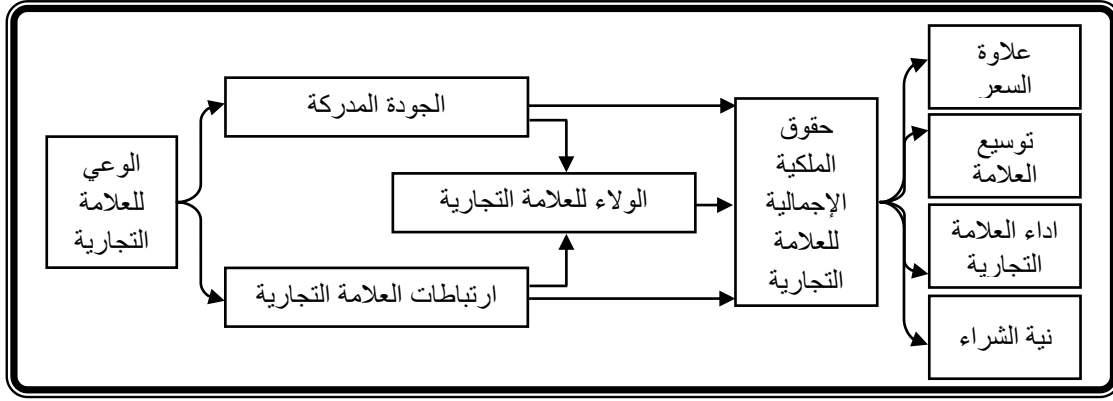 الوعي
للعلامة
التجارية
الجودة المدركة
الولاء للعلامة التجارية
ارتباطات العلامة التجارية
حقوق
الملكية
الإجمالية
للعلامة
التجارية
علاوة
السعر
توسيع
العلامة
اداء العلامة
التجارية
نية الشراء